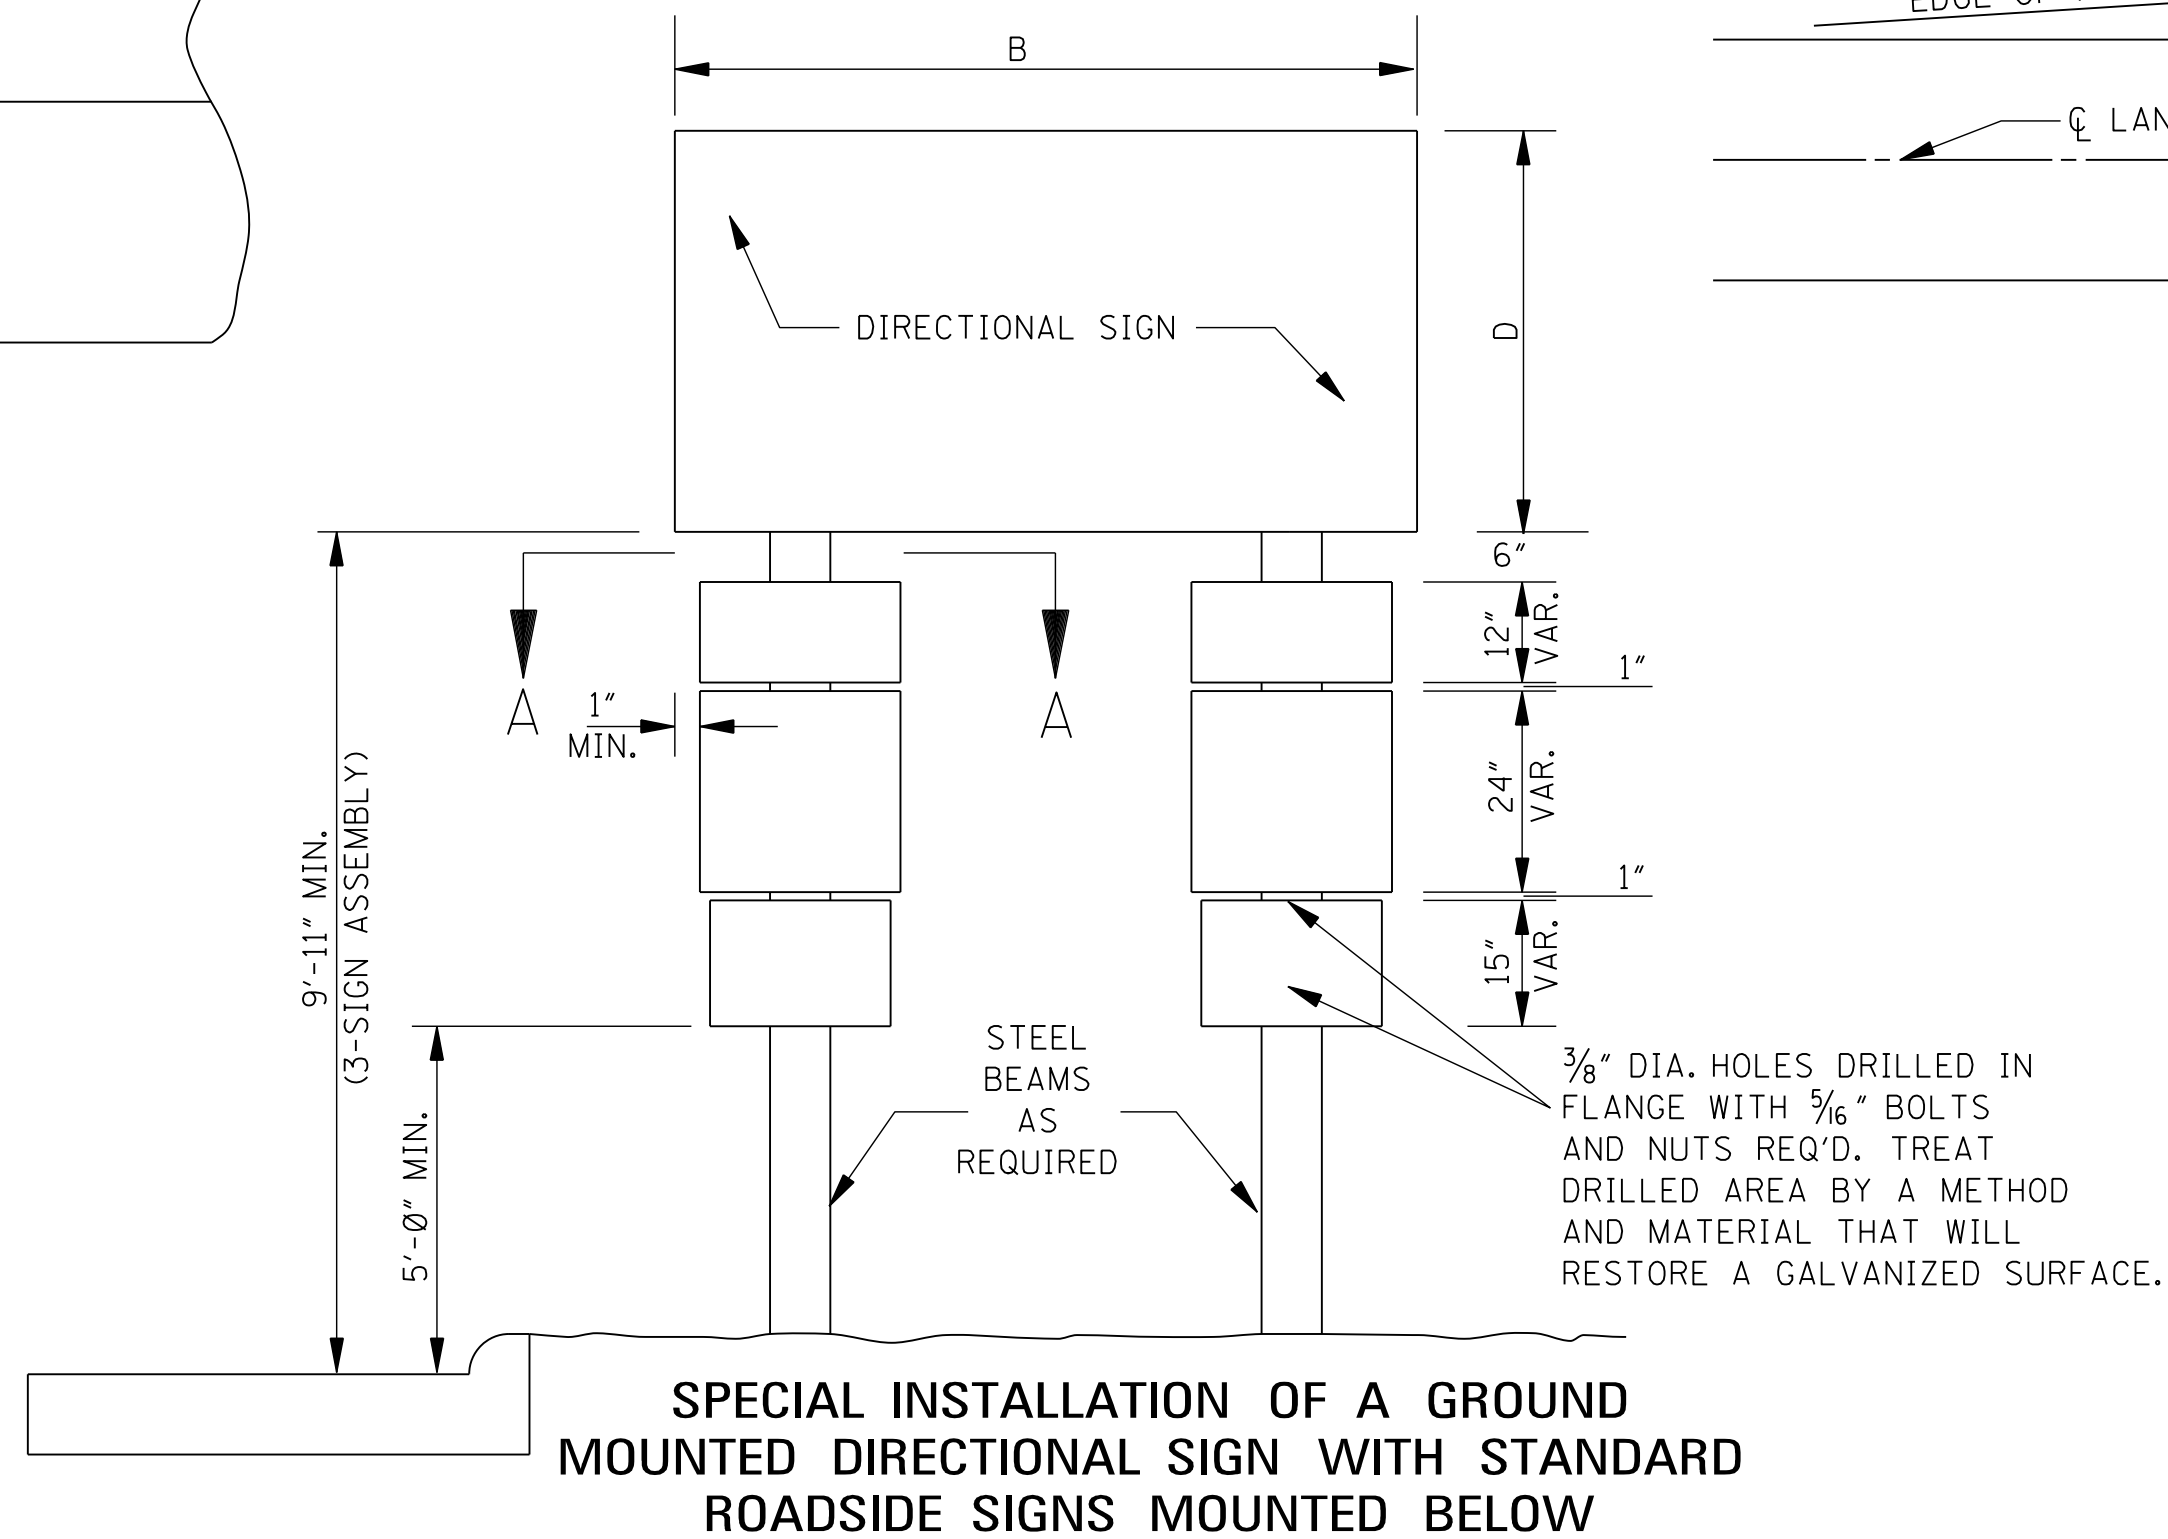 EDGE OF
B
℄ LAN
DIRECTIONAL SIGN
D
6"
12"
VAR.
1"
A
A
1"
MIN.
24"
VAR.
1"
15"
VAR.
9'-11" MIN.
(3-SIGN ASSEMBLY)
5'-0" MIN.
STEEL
BEAMS
AS
REQUIRED
3/8" DIA. HOLES DRILLED IN
FLANGE WITH 5/16" BOLTS
AND NUTS REQ'D. TREAT
DRILLED AREA BY A METHOD
AND MATERIAL THAT WILL
RESTORE A GALVANIZED SURFACE.
SPECIAL INSTALLATION OF A GROUND
MOUNTED DIRECTIONAL SIGN WITH STANDARD
ROADSIDE SIGNS MOUNTED BELOW